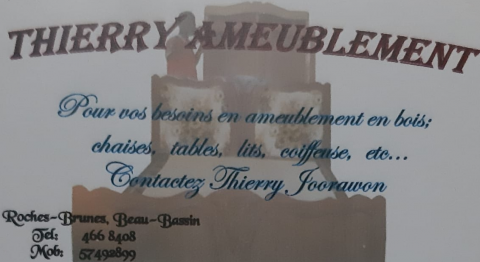 THIERRY AMEUBLEMENT
Pour vos besoins en ameublement en bois;
chaises, tables, lits, coiffeuse, etc...
Contactez Thierry Joorawon
Roches-Brunes, Beau-Bassin
Tel: 466 8408
Mob: 57492899